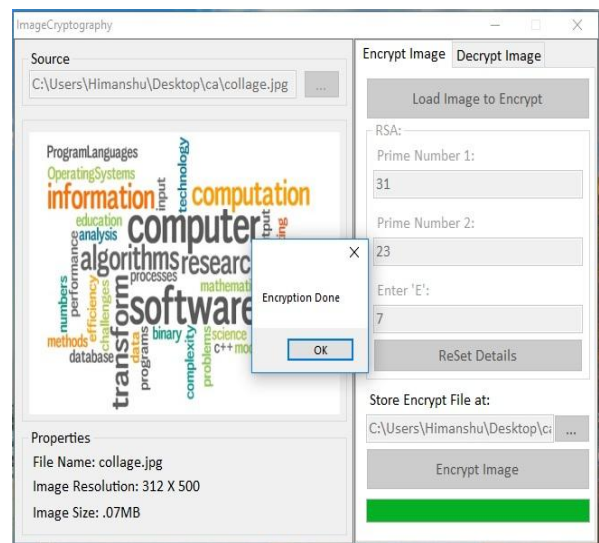 ImageCryptography
Source
C:\Users\Himanshu\Desktop\ca\collage.jpg
...
ProgramLanguages
OperatingSystems
technology
input
information
computation
education
analysis
computer
performance
algorithms
processes
numbers
efficiency
challenges
transform
software
methods
database
data
programs
binary
complexity
problems
science
C++
Properties
File Name: collage.jpg
Image Resolution: 312 X 500
Image Size: .07MB
Encryption Done
OK
Encrypt Image
Decrypt Image
Load Image to Encrypt
RSA:
Prime Number 1:
31
Prime Number 2:
23
Enter 'E':
7
ReSet Details
Store Encrypt File at:
C:\Users\Himanshu\Desktop\ca
...
Encrypt Image